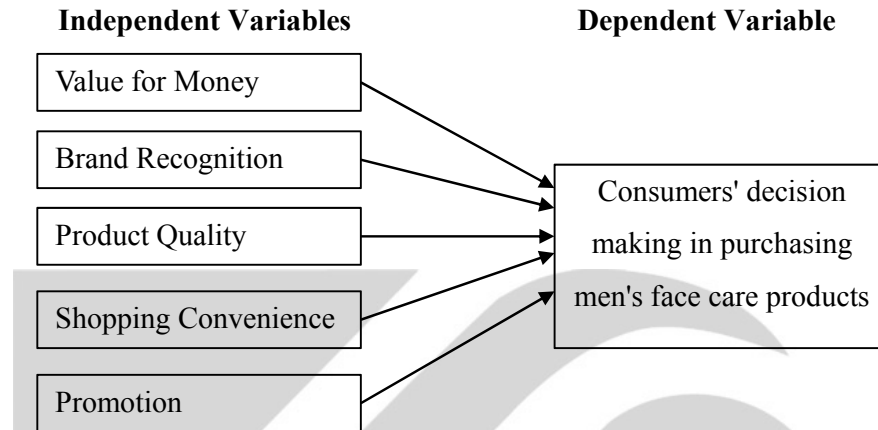 Independent Variables
Dependent Variable
Value for Money
Brand Recognition
Product Quality
Shopping Convenience
Promotion
Consumers' decision
making in purchasing
men's face care products